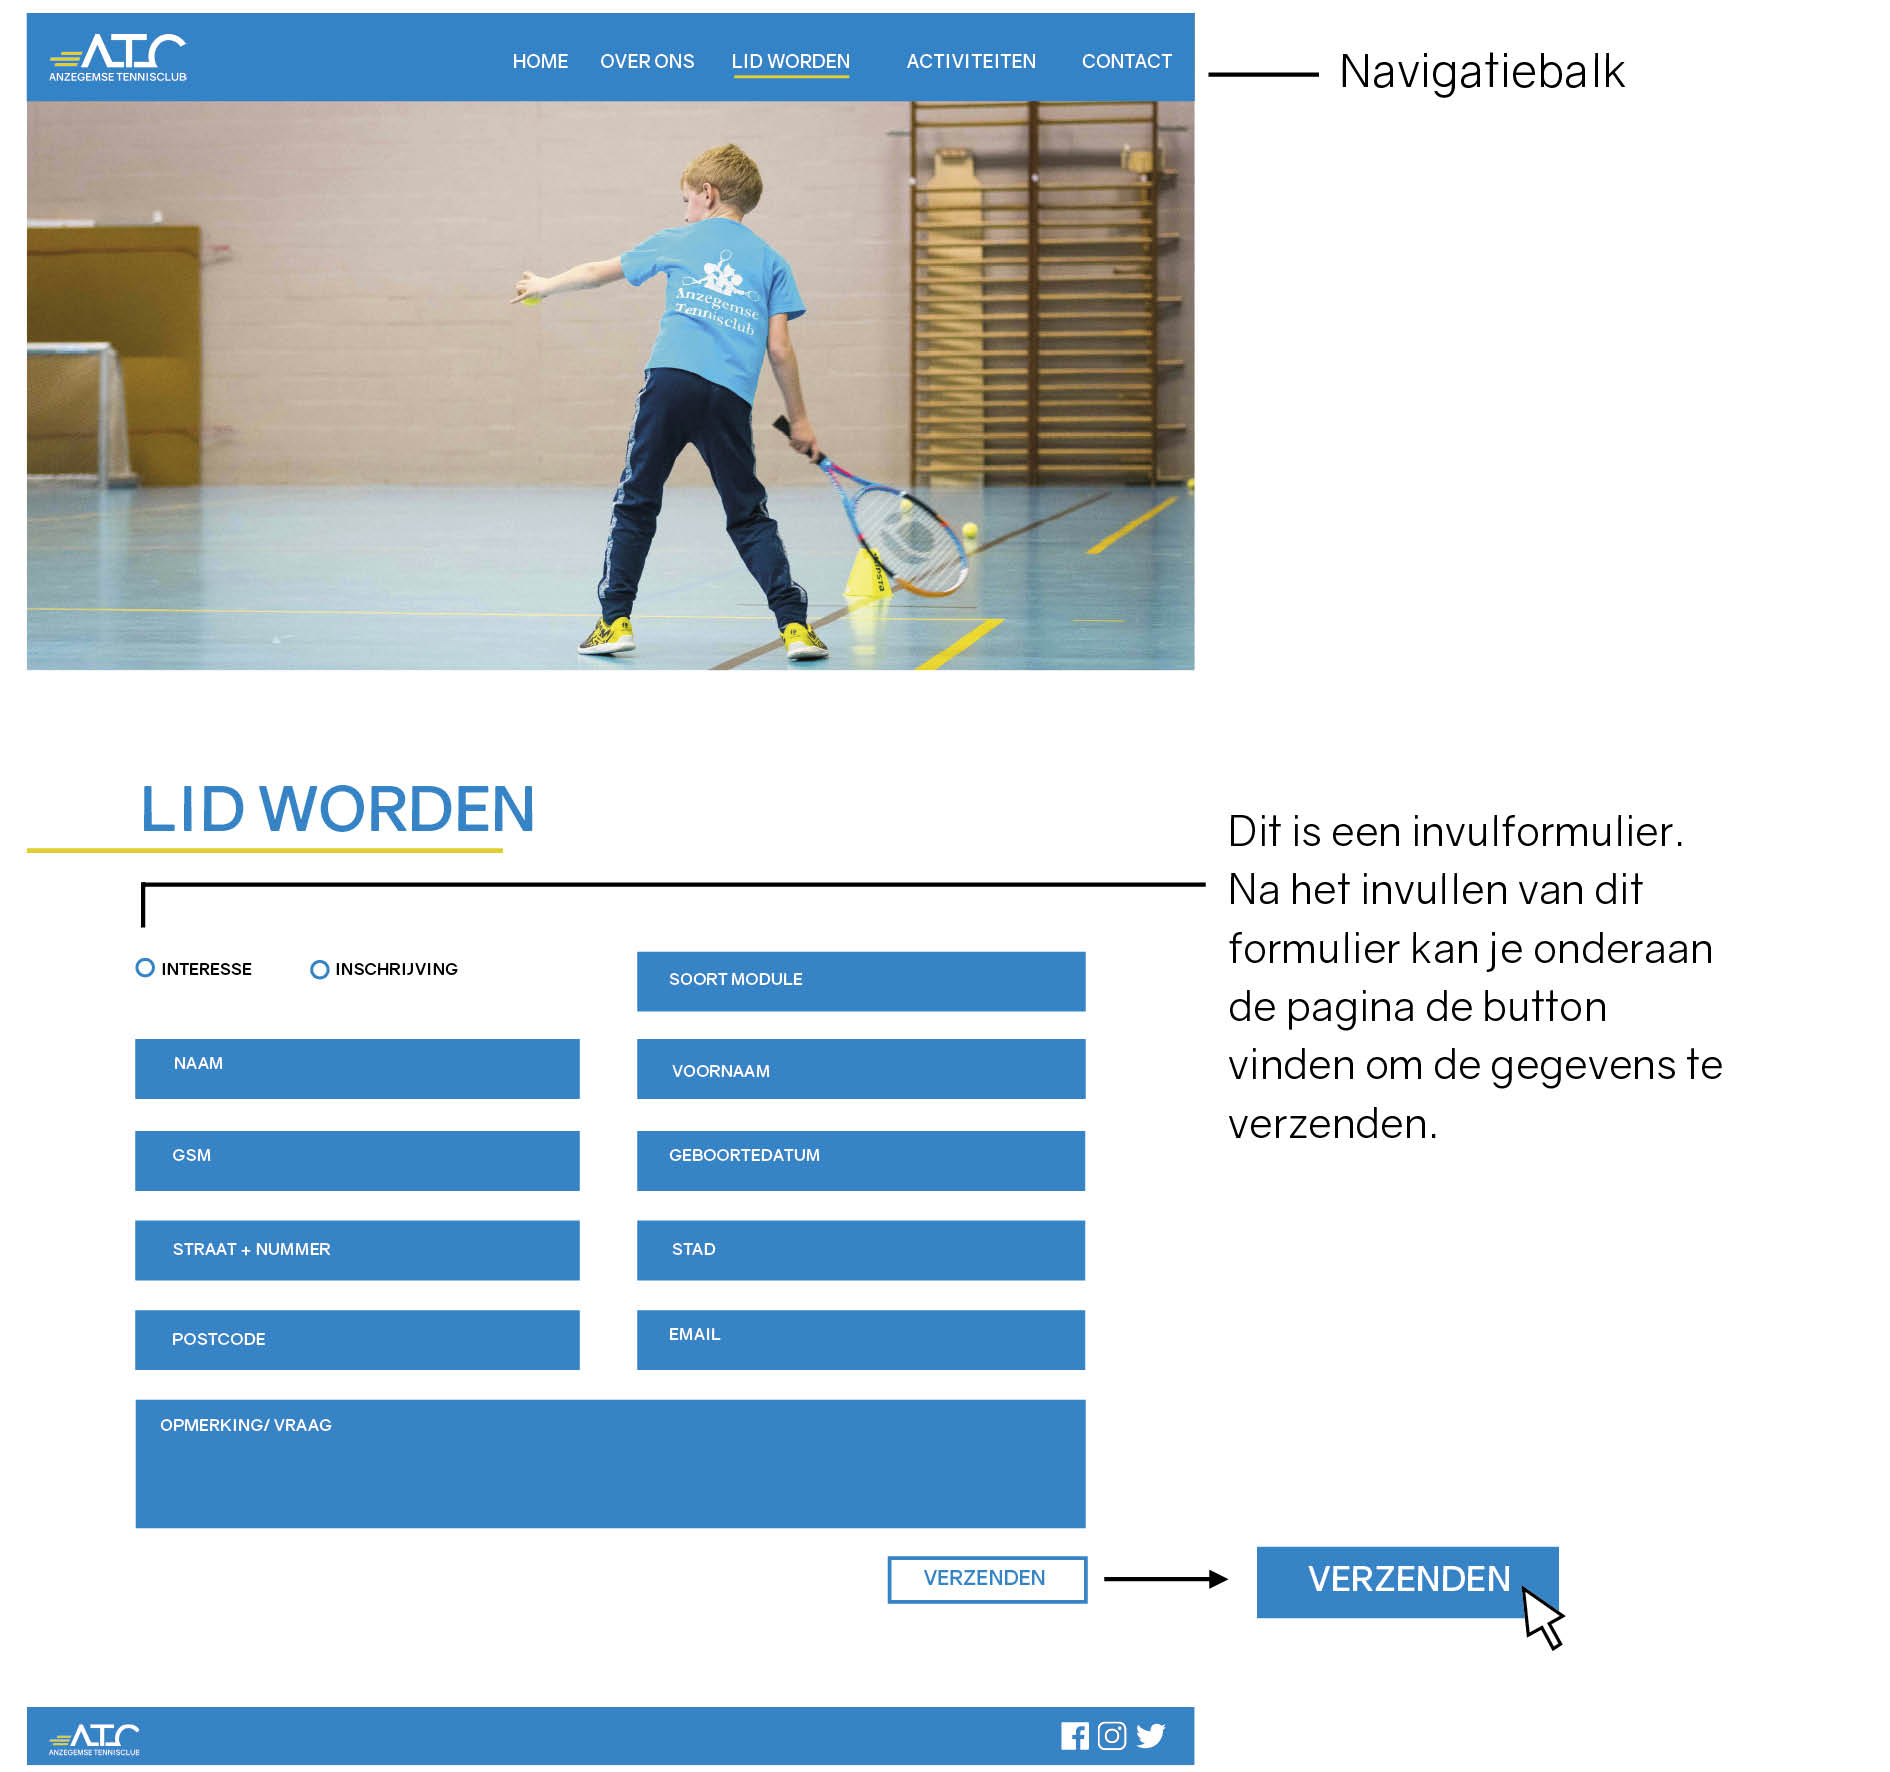 ATC
ANZEGEMSE TENNISCLUB
HOME OVER ONS LID WORDEN ACTIVITEITEN CONTACT
Navigatiebalk
Anzegemse
Tennisclub
LID WORDEN
Dit is een invulformulier.
Na het invullen van dit
formulier kan je onderaan
de pagina de button
vinden om de gegevens te
verzenden.
INTERESSE INSCHRIJVING
SOORT MODULE
NAAM
VOORNAAM
GSM
GEBOORTEDATUM
STRAAT + NUMMER
STAD
POSTCODE
EMAIL
OPMERKING/ VRAAG
VERZENDEN
VERZENDEN
ATC
ANZEGEMSE TENNISCLUB